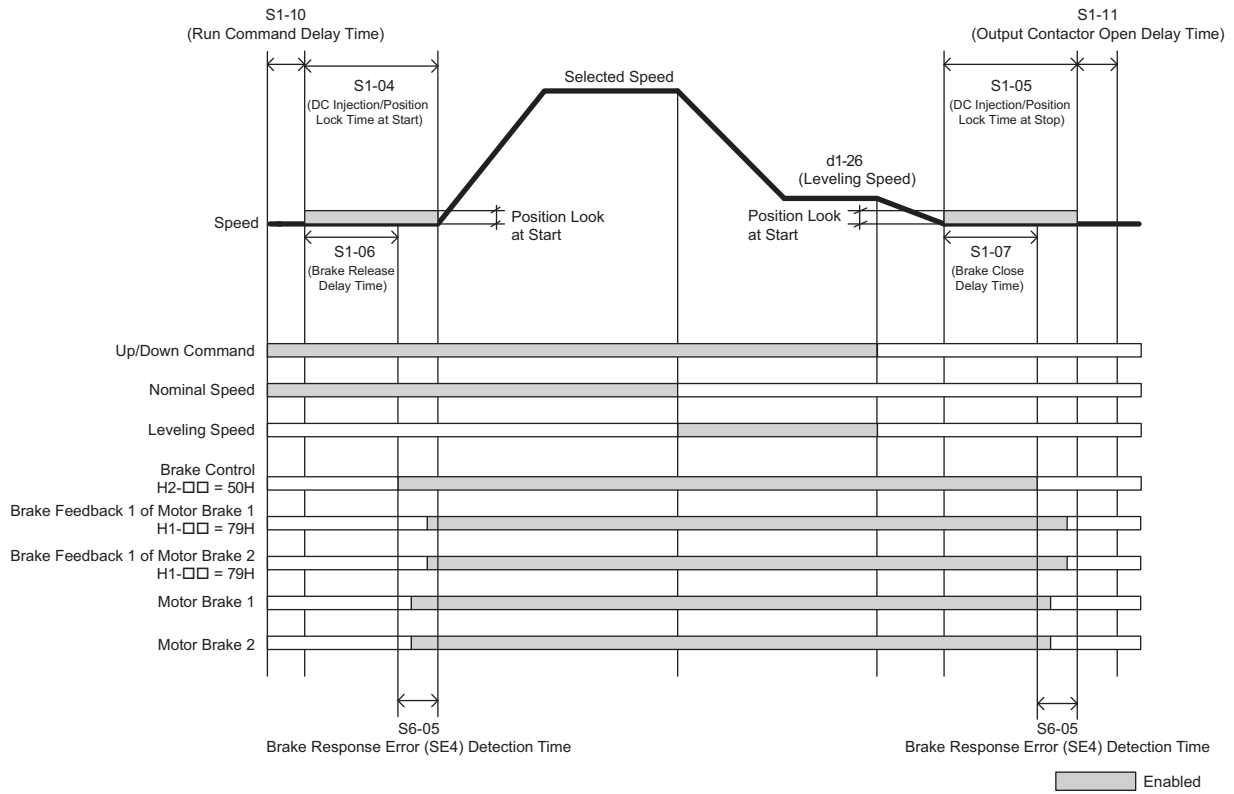 S1-10
(Run Command Delay Time)
S1-11
(Output Contactor Open Delay Time)
S1-04
(DC Injection/Position
Lock Time at Start)
Selected Speed
S1-05
(DC Injection/Position
Lock Time at Stop)
d1-26
(Leveling Speed)
Speed
Position Look
at Start
Position Look
at Start
S1-06
(Brake Release
Delay Time)
S1-07
(Brake Close
Delay Time)
Up/Down Command
Nominal Speed
Leveling Speed
Brake Control
H2-□□ = 50H
Brake Feedback 1 of Motor Brake 1
H1-□□ = 79H
Brake Feedback 1 of Motor Brake 2
H1-□□ = 79H
Motor Brake 1
Motor Brake 2
S6-05
Brake Response Error (SE4) Detection Time
S6-05
Brake Response Error (SE4) Detection Time
Enabled